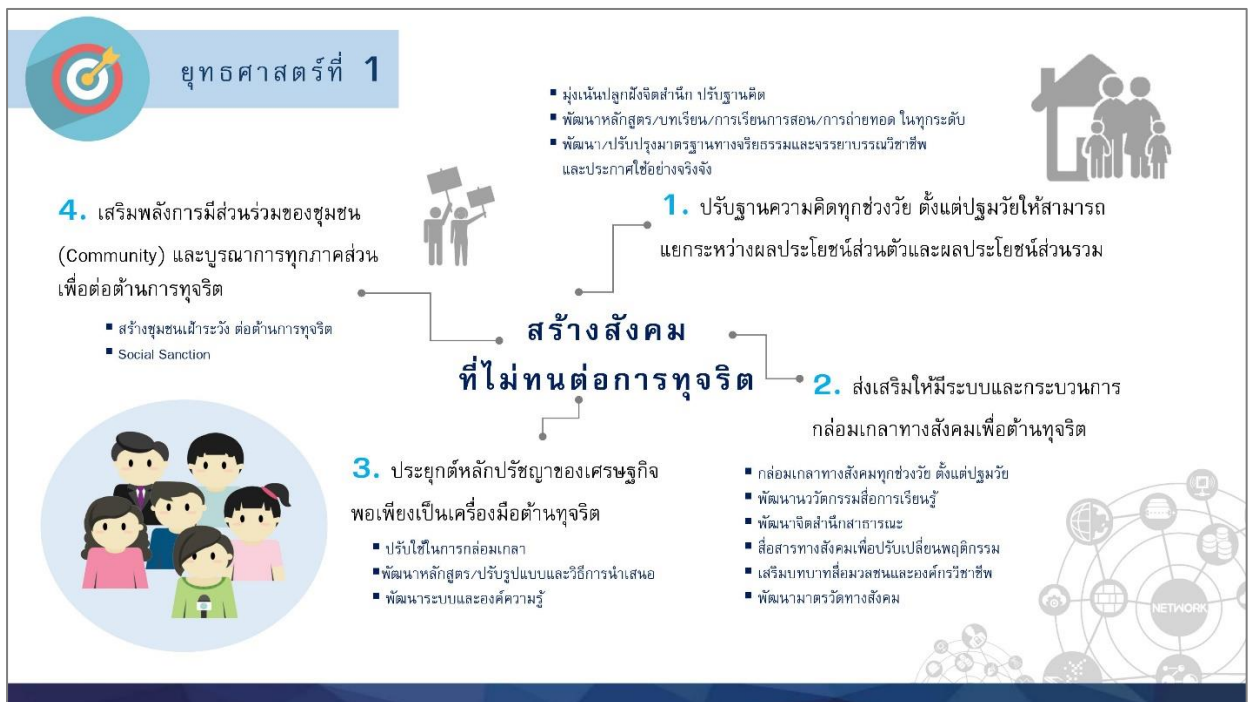 ยุทธศาสตร์ที่ 1
▪ มุ่งเน้นปลูกฝังจิตสำนึก ปรับฐานคิด
▪ พัฒนาหลักสูตร/บทเรียน/การเรียนการสอน/การถ่ายทอด ในทุกระดับ
▪ พัฒนา/ปรับปรุงมาตรฐานทางจริยธรรมและจรรยาบรรณวิชาชีพ
และประกาศใช้อย่างจริงจัง
1. ปรับฐานความคิดทุกช่วงวัย ตั้งแต่ปฐมวัยให้สามารถ
แยกระหว่างผลประโยชน์ส่วนตัวและผลประโยชน์ส่วนรวม
4. เสริมพลังการมีส่วนร่วมของชุมชน
(Community) และบูรณาการทุกภาคส่วน
เพื่อต่อต้านการทุจริต
▪ สร้างชุมชนเฝ้าระวัง ต่อต้านการทุจริต
▪ Social Sanction
สร้างสังคม
ที่ไม่ทนต่อการทุจริต
2. ส่งเสริมให้มีระบบและกระบวนการ
กล่อมเกลาทางสังคมเพื่อต้านทุจริต
▪ กล่อมเกลาทางสังคมทุกช่วงวัย ตั้งแต่ปฐมวัย
▪ พัฒนานวัตกรรมสื่อการเรียนรู้
▪ พัฒนาจิตสำนึกสาธารณะ
▪ สื่อสารทางสังคมเพื่อปรับเปลี่ยนพฤติกรรม
▪ เสริมบทบาทสื่อมวลชนและองค์กรวิชาชีพ
▪ พัฒนามาตรวัดทางสังคม
3. ประยุกต์หลักปรัชญาของเศรษฐกิจ
พอเพียงเป็นเครื่องมือต้านทุจริต
▪ ปรับใช้ในการกล่อมเกลา
▪ พัฒนาหลักสูตร/ปรับรูปแบบและวิธีการนำเสนอ
▪ พัฒนาระบบและองค์ความรู้
NETWORK